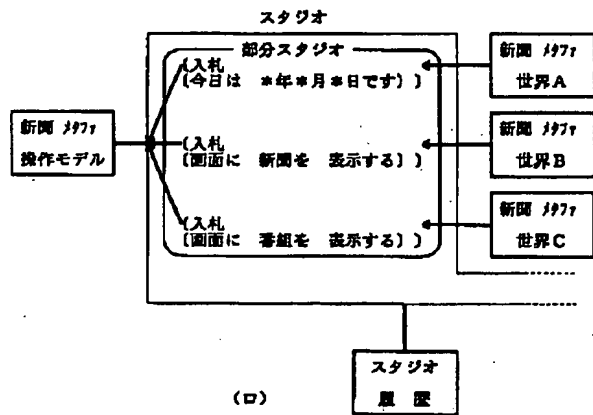 スタジオ
部分スタジオ
(入札
(今日は *年*月*日です))
(入札
(画面に 新聞を 表示する))
(入札
(画面に 番組を 表示する))
新聞 メタファ
操作モデル
新聞 メタファ
世界A
新聞 メタファ
世界B
新聞 メタファ
世界C
スタジオ
履 歴
(ロ)